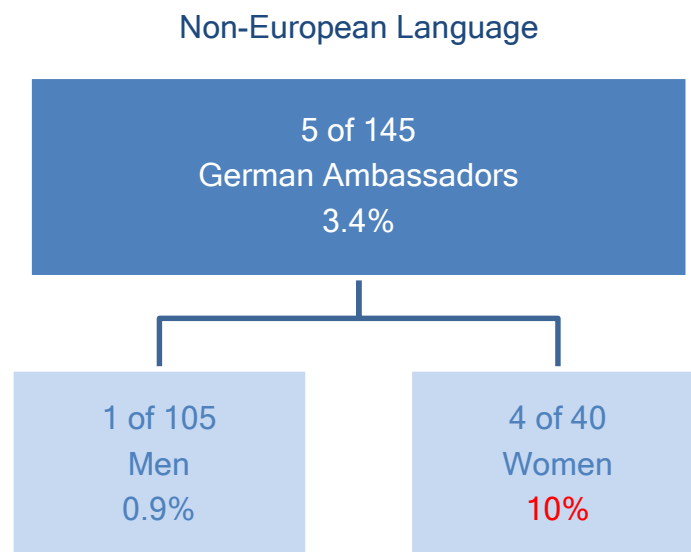 Non-European Language
5 of 145
German Ambassadors
3.4%
1 of 105
Men
0.9%
4 of 40
Women
10%